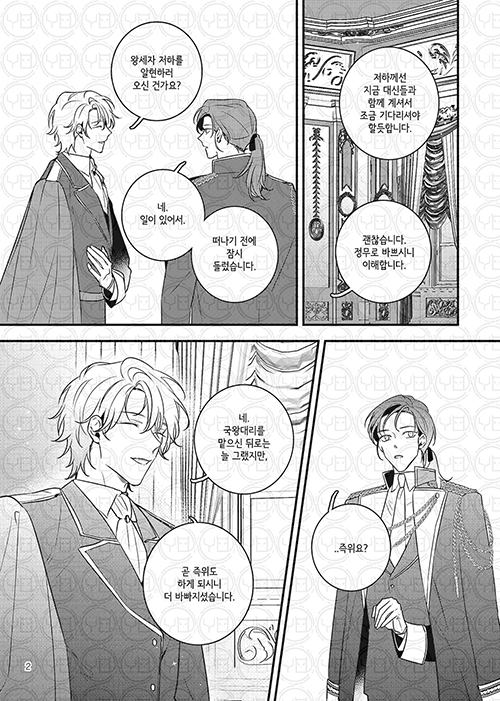 왕세자 저하를
알현하러
오신 건가요?
네.
일이 있어서.
떠나기 전에
잠시
들렀습니다.
저하께선
지금 대신들과
함께 계셔서
조금 기다리셔야
할듯합니다.
괜찮습니다.
정무로 바쁘시니
이해합니다.
네.
국왕대리를
맡으신 뒤로는
늘 그랬지만,
곧 즉위도
하게 되시니
더 바빠지셨습니다.
..즉위요?
2